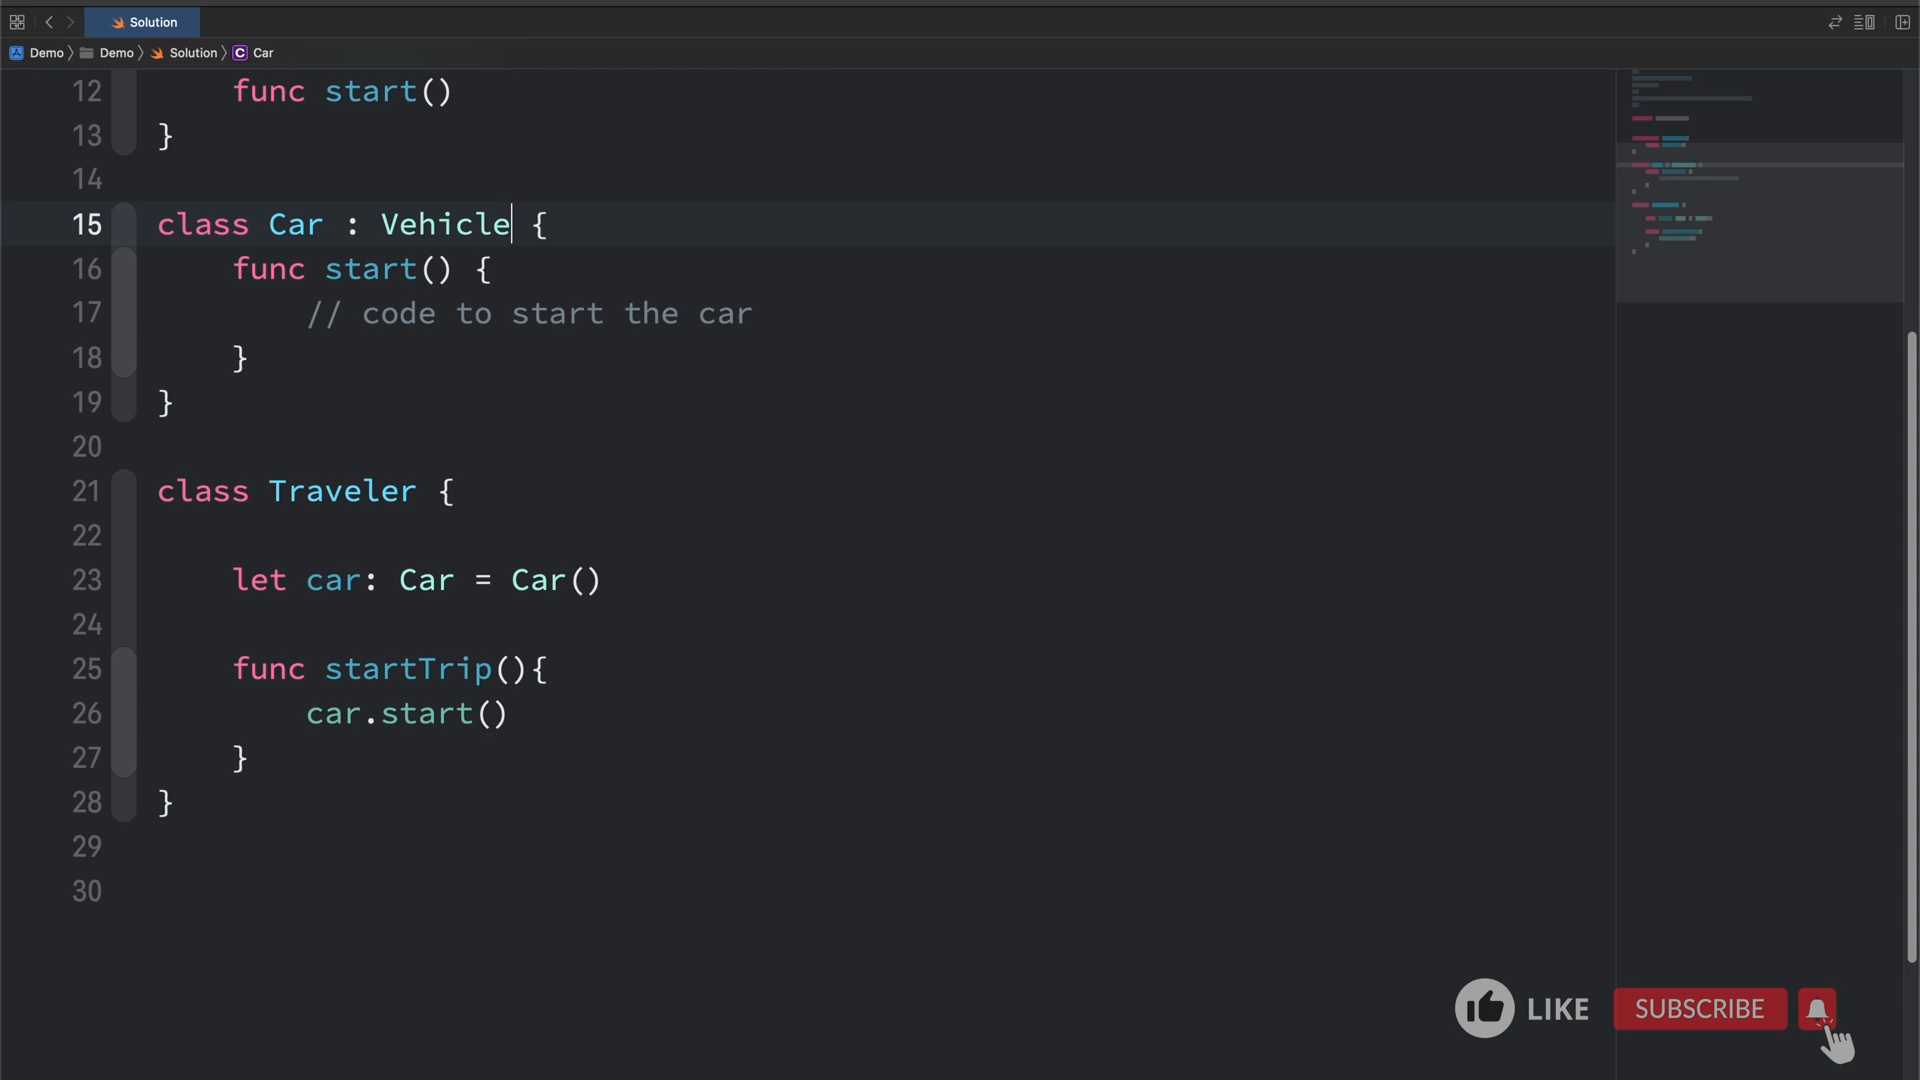 Solution
Demo Demo Solution C Car
12 func start()
13 }
14
15 class Car : Vehicle {
16 func start() {
17 // code to start the car
18 }
19 }
20
21 class Traveler {
22
23 let car: Car = Car()
24
25 func startTrip(){
26 car.start()
27 }
28 }
29
30
LIKE SUBSCRIBE